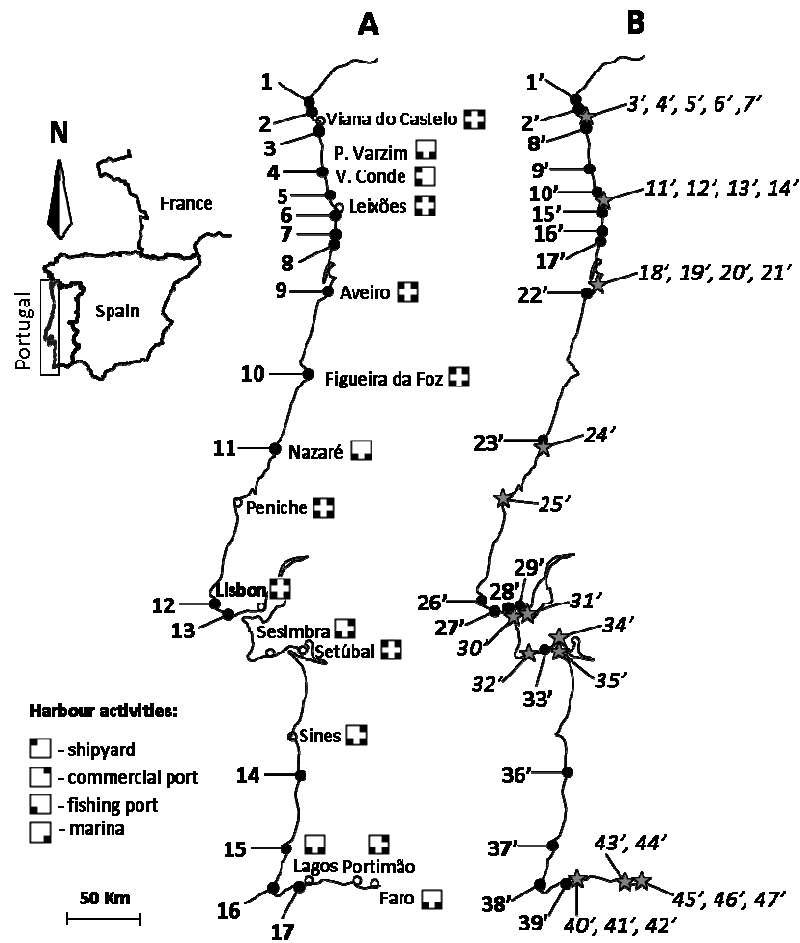 A
B
N
France
Spain
Portugal
1
2
Viana do Castelo
3
P. Varzim
4
V. Conde
5
Leixões
6
7
8
9
Aveiro
10
Figueira da Foz
11
Nazaré
Peniche
Lisbon
12
13
Sesimbra
Setúbal
Sines
14
15
Lagos Portimão
16
17
Faro
Harbour activities:
- shipyard
- commercial port
- fishing port
- marina
50 Km
1’
2’
3’, 4’, 5’, 6’ ,7’
8’
9’
10’
11’, 12’, 13’, 14’
15’
16’
17’
18’, 19’, 20’, 21’
22’
23’
24’
25’
29’
28’
26’
27’
31’
30’
34’
32’
33’
35’
36’
37’
43’, 44’
38’
39’
45’, 46’, 47’
40’, 41’, 42’